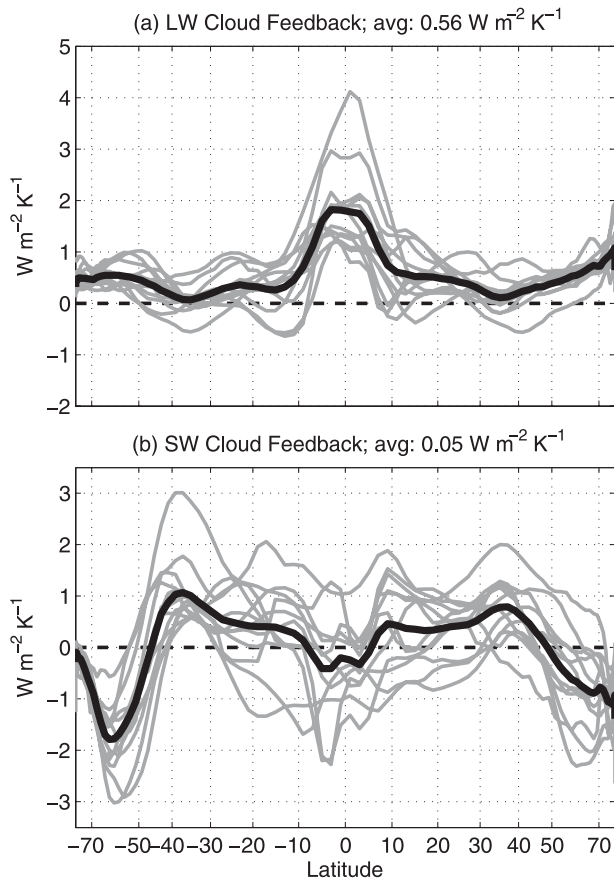 (a) LW Cloud Feedback; avg: 0.56 W m⁻² K⁻¹
5
4
3
2
1
0
−1
−2
W m⁻² K⁻¹
(b) SW Cloud Feedback; avg: 0.05 W m⁻² K⁻¹
3
2
1
0
−1
−2
−3
W m⁻² K⁻¹
−70 −50 −40 −30 −10 0 10 20 30 40 50 70
Latitude